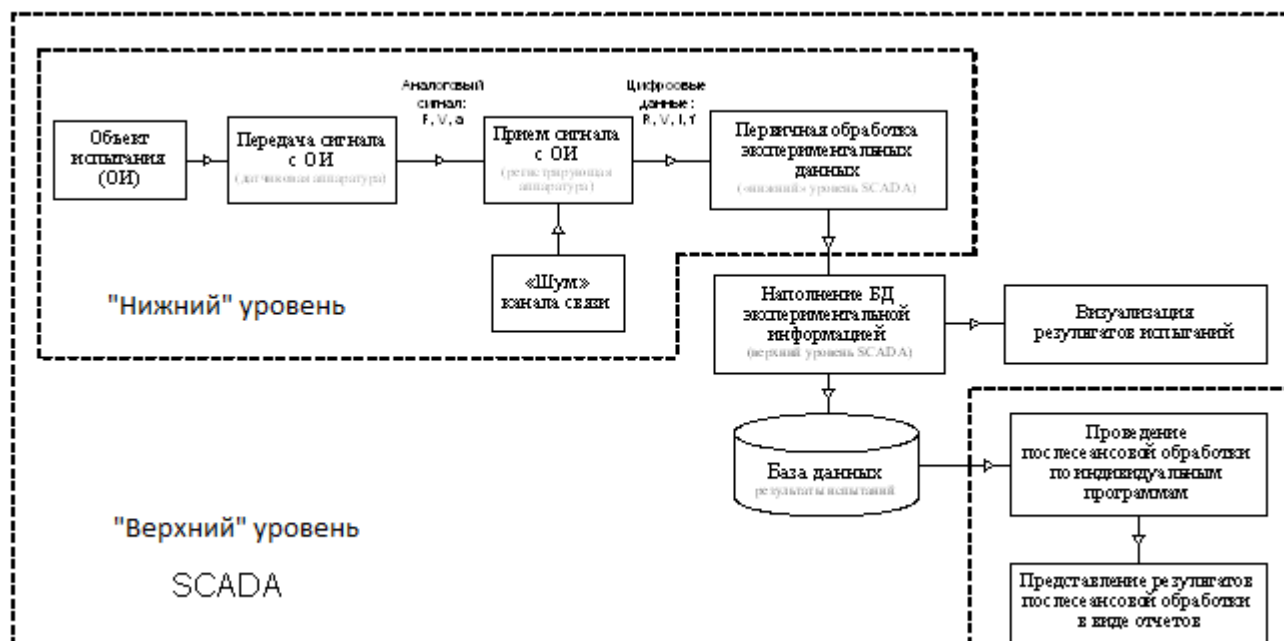 Объект
испытания
(ОИ)
Передача сигнала
с ОИ
(датчиковая аппаратура)
Аналоговый
сигнал:
F, V, a
Прием сигнала
с ОИ
(регистрирующая
аппаратура)
Цифровые
данные:
R, V, I, f
Первичная обработка
экспериментальных
данных
(«нижний» уровень SCADA)
«Шум»
канала связи
"Нижний" уровень
Наполнение БД
экспериментальной
информацией
(верхний уровень SCADA)
Визуализация
результатов испытаний
База данных
результаты испытаний
Проведение
послесеансовой обработки
по индивидуальным
программам
"Верхний" уровень
SCADA
Представление результатов
послесеансовой обработки
в виде отчетов